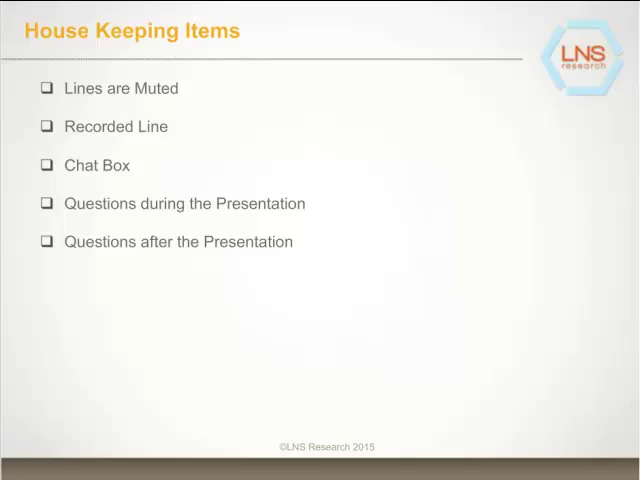 House Keeping Items
LNS
research
Lines are Muted
Recorded Line
Chat Box
Questions during the Presentation
Questions after the Presentation
©LNS Research 2015